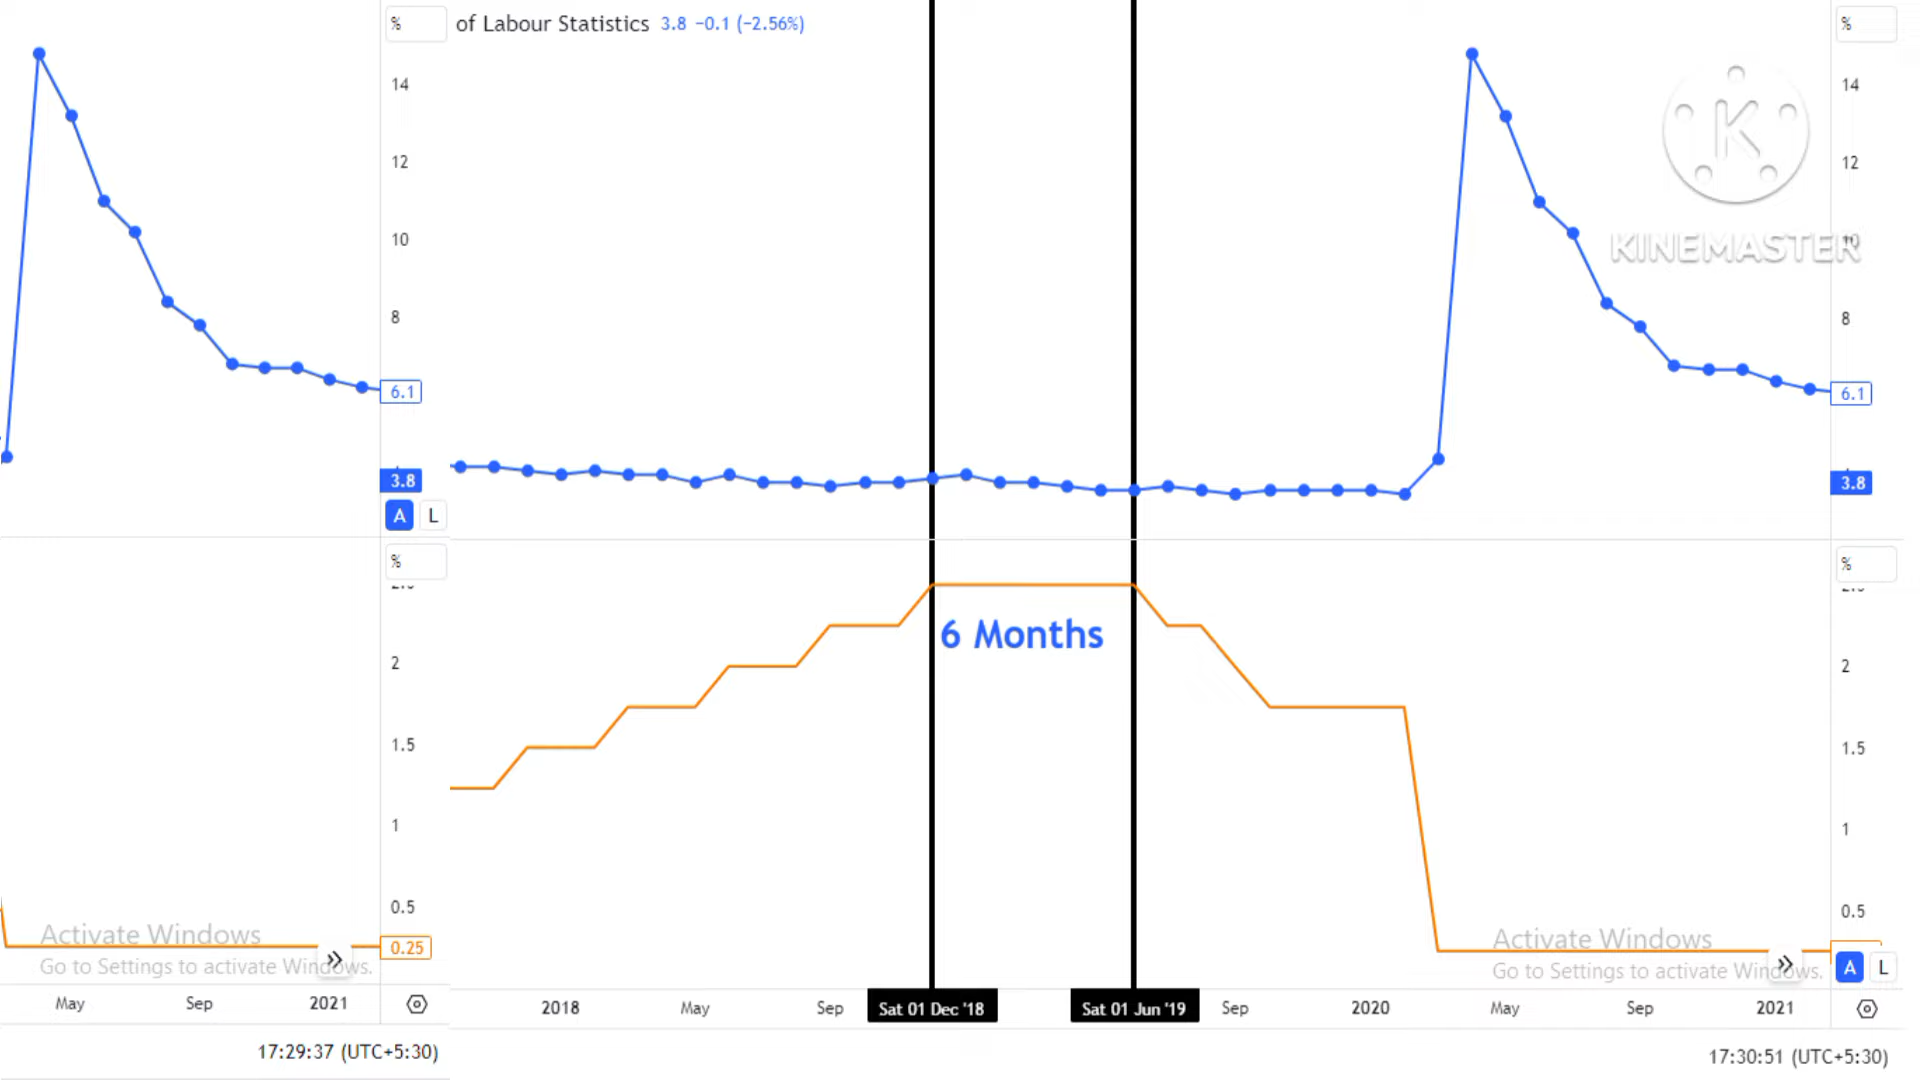 %
of Labour Statistics 3.8 −0.1 (−2.56%)
%
14
14
12
12
10
KINEMASTER
8
8
6.1
6.1
3.8
3.8
A L
%
%
6 Months
2
2
1.5
1.5
1
1
0.5
0.5
Activate Windows
Go to Settings to activate Windows.
0.25
Activate Windows
Go to Settings to activate Windows.
A L
May Sep 2021
2018 May Sep Sat 01 Dec '18 Sat 01 Jun '19 Sep 2020 May Sep 2021
17:29:37 (UTC+5:30)
17:30:51 (UTC+5:30)